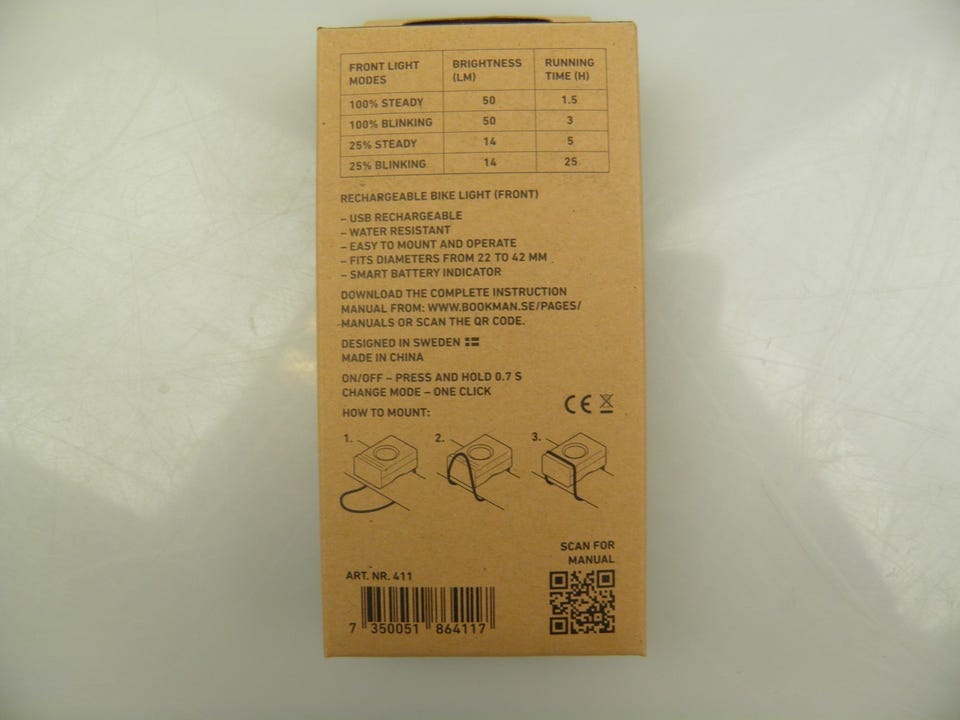 FRONT LIGHT MODES BRIGHTNESS (LM) RUNNING TIME (H)
100% STEADY 50 1.5
100% BLINKING 50 3
25% STEADY 14 5
25% BLINKING 14 25
RECHARGEABLE BIKE LIGHT (FRONT)
– USB RECHARGEABLE
– WATER RESISTANT
– EASY TO MOUNT AND OPERATE
– FITS DIAMETERS FROM 22 TO 42 MM
– SMART BATTERY INDICATOR
DOWNLOAD THE COMPLETE INSTRUCTION
MANUAL FROM: WWW.BOOKMAN.SE/PAGES/
MANUALS OR SCAN THE QR CODE.
DESIGNED IN SWEDEN
MADE IN CHINA
ON/OFF – PRESS AND HOLD 0.7 S
CHANGE MODE – ONE CLICK
HOW TO MOUNT:
CE
1. 2. 3.
SCAN FOR
MANUAL
ART. NR. 411
7 350051 864117